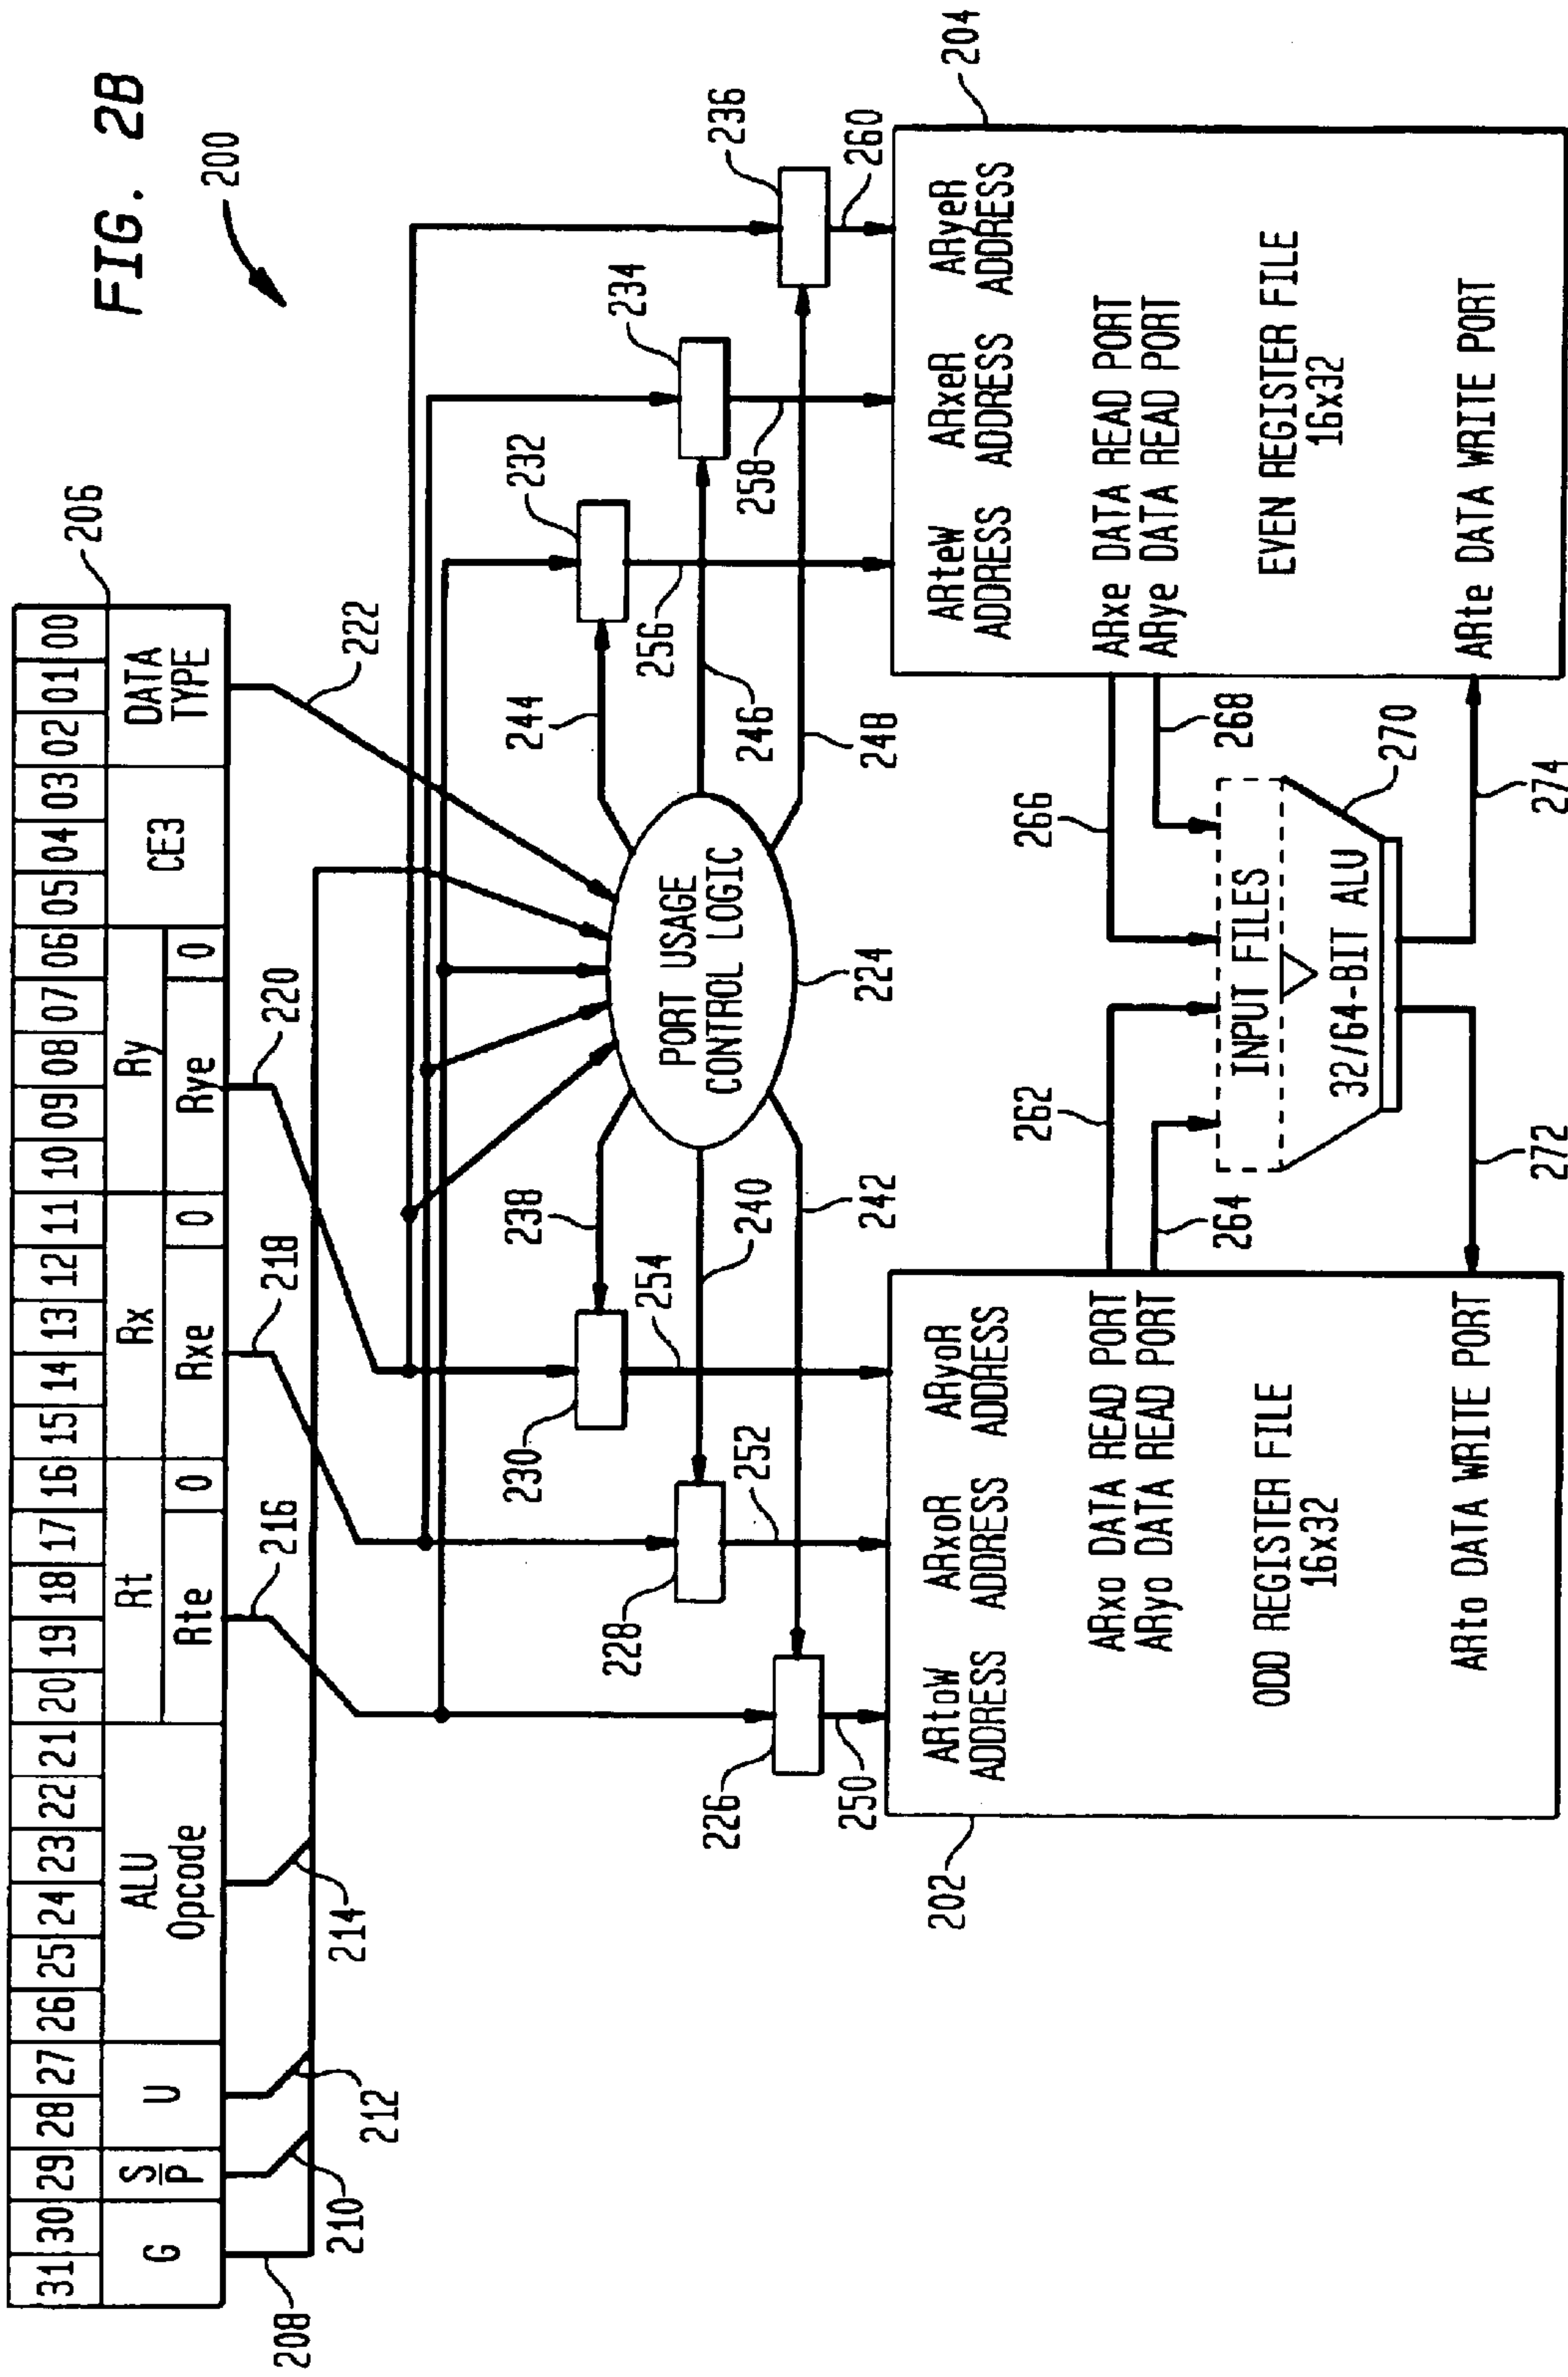 FIG. 2B
200
31 30 29 28 27 26 25 24 23 22 21 20 19 18 17 16 15 14 13 12 11 10 09 08 07 06 05 04 03 02 01 00
206
G
S/P
U
ALU
Opcode
Rt
Rx
Ry
CE3
DATA
TYPE
Rte
0
Rxe
0
Rye
0
208
210
212
214
216
218
220
222
238
244
230
232
254
256
234
236
228
252
240
246
258
226
250
242
248
260
PORT USAGE
CONTROL LOGIC
224
202
204
ARtoW
ADDRESS
ARxoR
ADDRESS
ARyoR
ADDRESS
ARxo DATA READ PORT
ARyo DATA READ PORT
ODD REGISTER FILE
16x32
ARto DATA WRITE PORT
262
264
266
268
INPUT FILES
32/64-BIT ALU
270
272
274
ARteW
ADDRESS
ARxeR
ADDRESS
ARyeR
ADDRESS
ARxe DATA READ PORT
ARye DATA READ PORT
EVEN REGISTER FILE
16x32
ARte DATA WRITE PORT